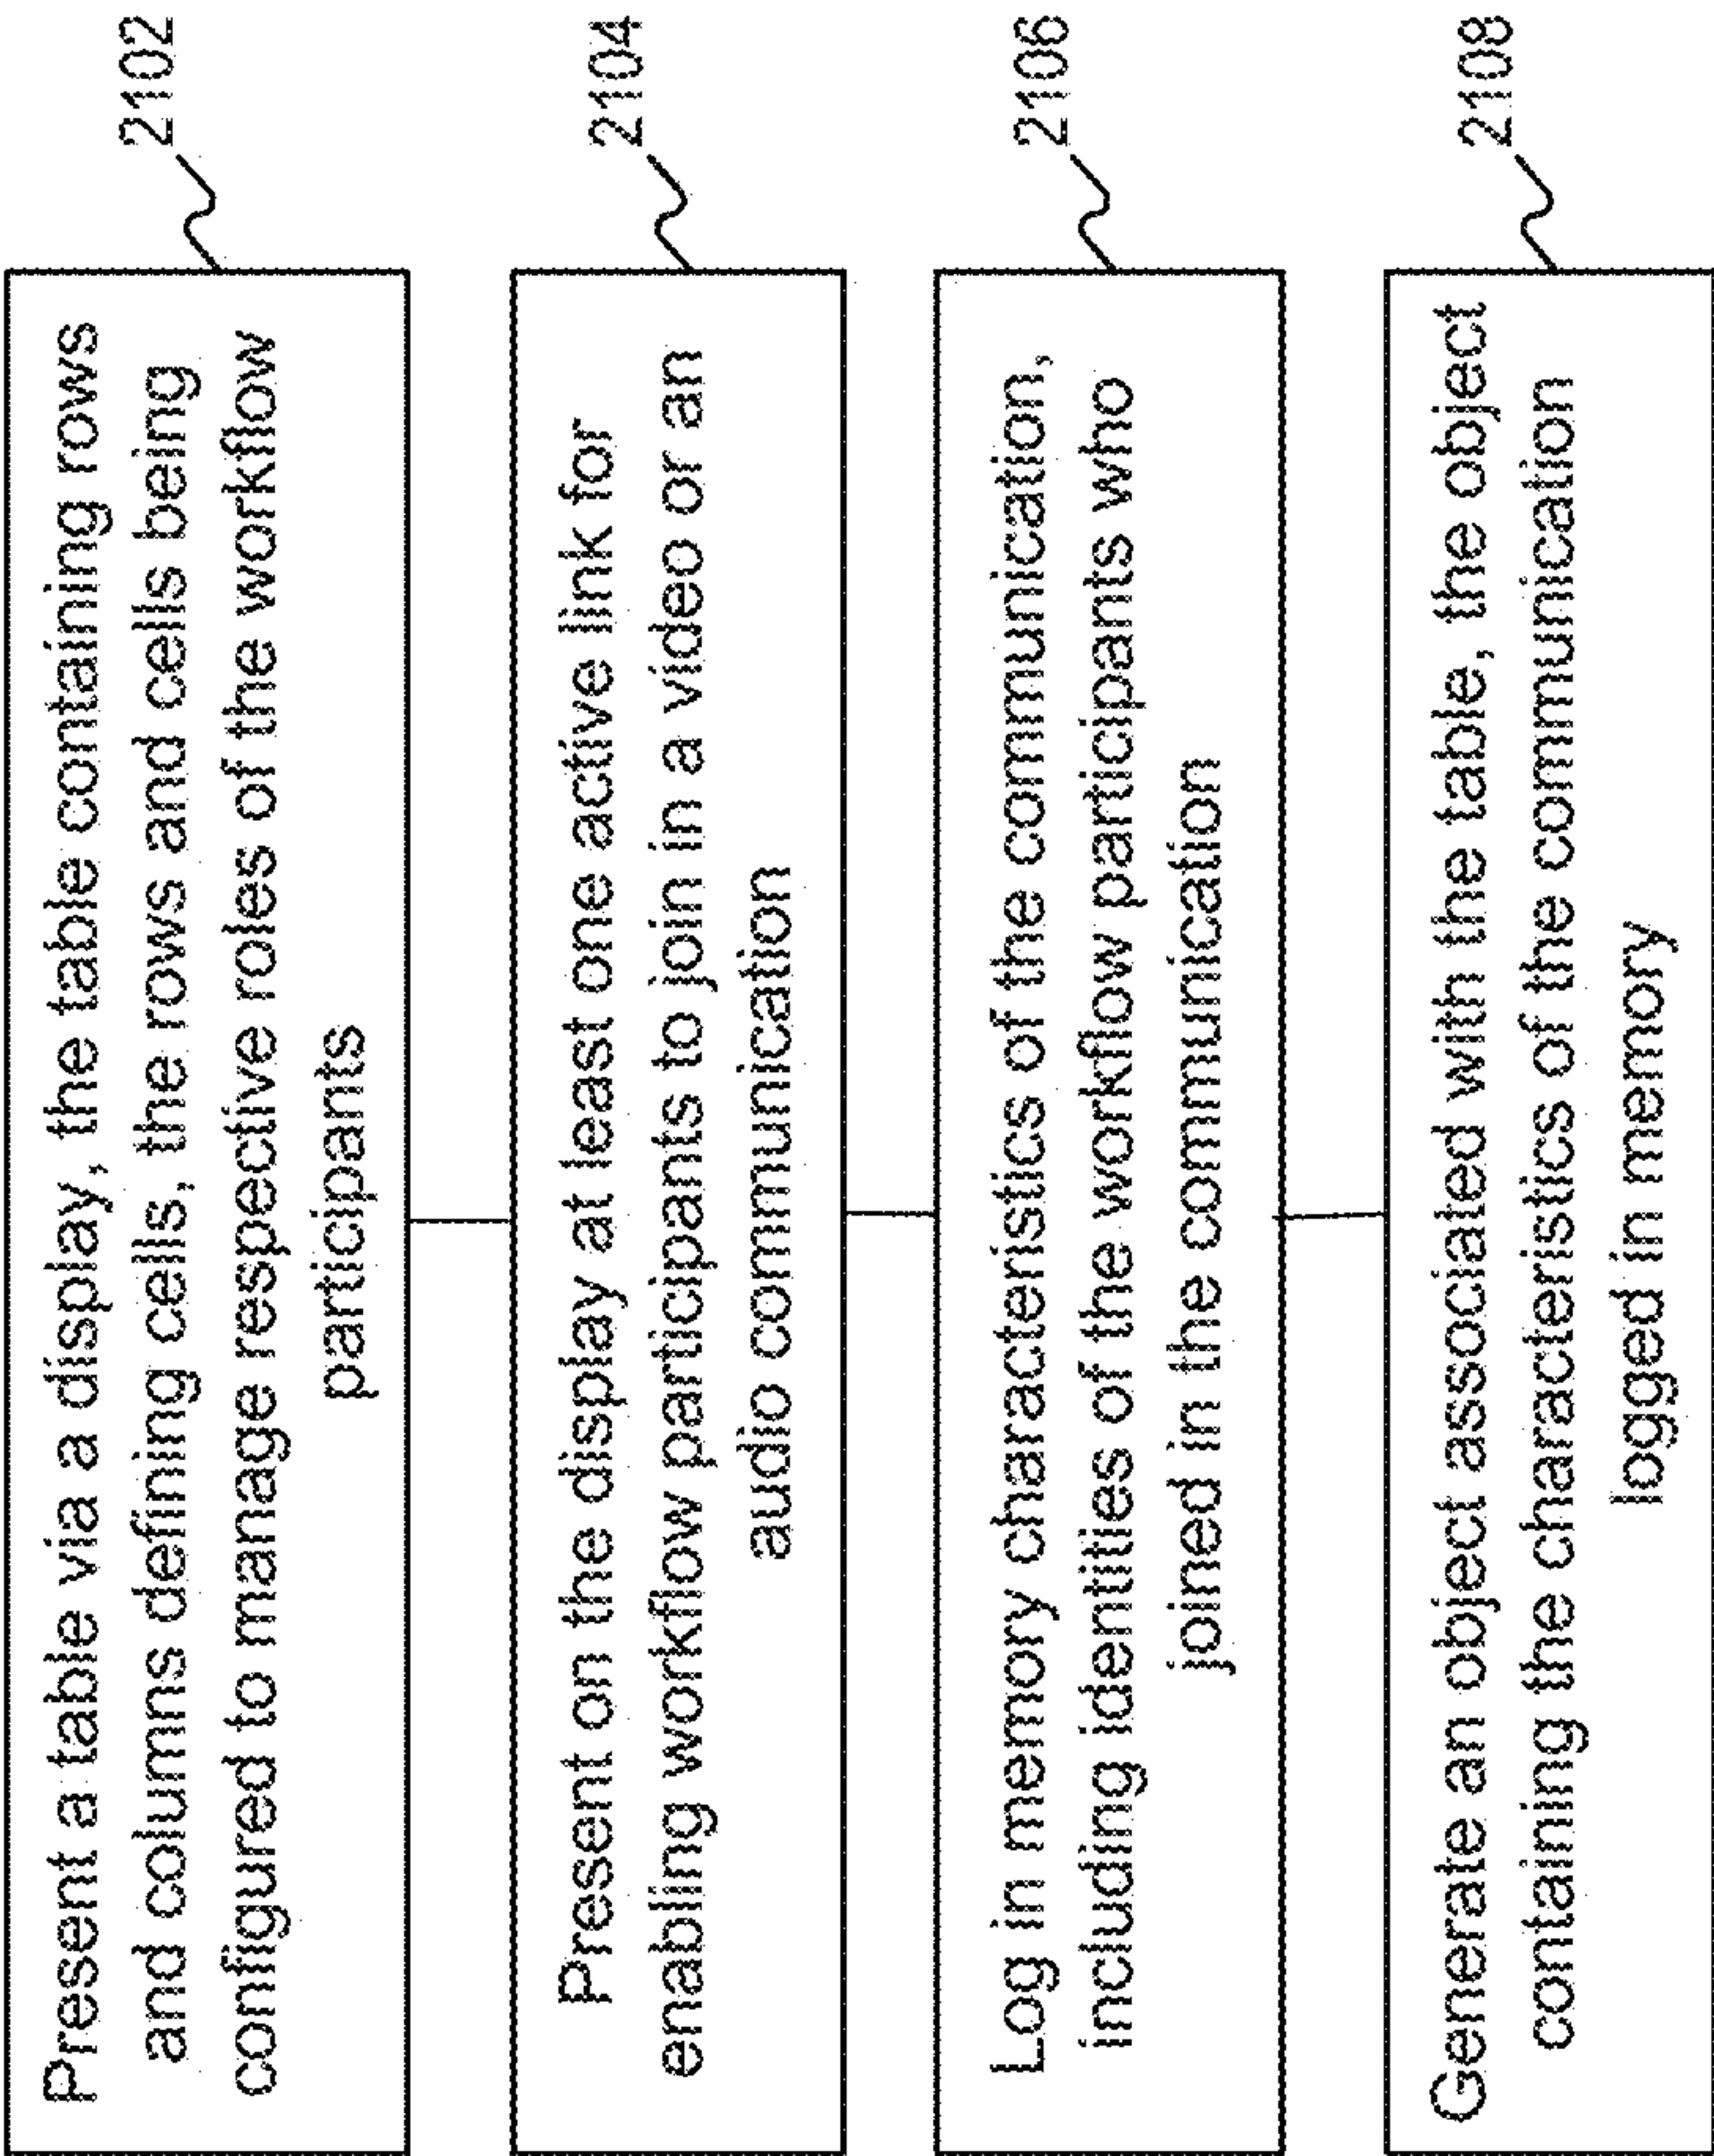 Present a table via a display, the table containing rows
and columns defining cells, the rows and cells being
configured to manage respective roles of the workflow
participants
2102
Present on the display at least one active link for
enabling workflow participants to join in a video or an
audio communication
2104
Log in memory characteristics of the communication,
including identities of the workflow participants who
joined in the communication
2106
Generate an object associated with the table, the object
containing the characteristics of the communication
logged in memory
2108